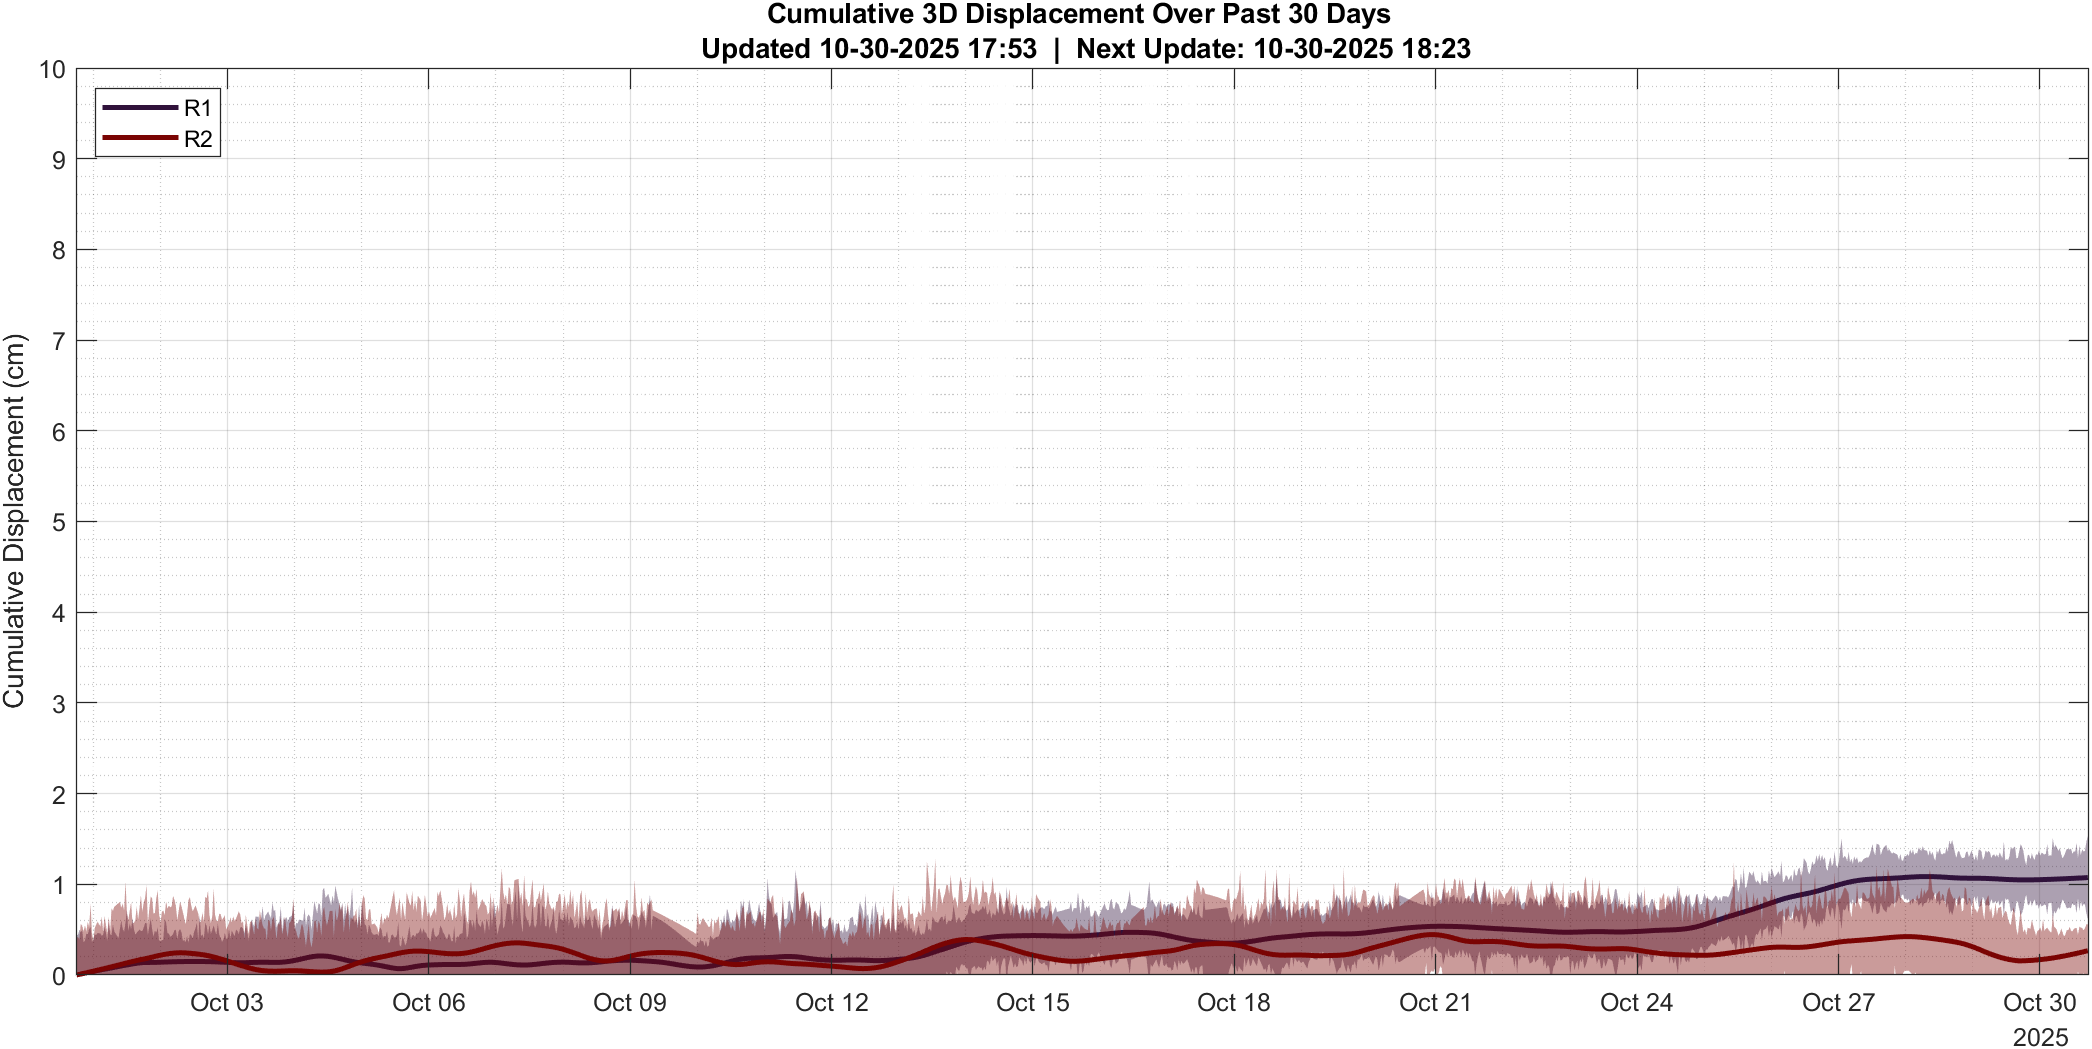 Cumulative 3D Displacement Over Past 30 Days
Updated 10-30-2025 17:53 | Next Update: 10-30-2025 18:23
R1
R2
Cumulative Displacement (cm)
10
9
8
7
6
5
4
3
2
1
0
Oct 03 Oct 06 Oct 09 Oct 12 Oct 15 Oct 18 Oct 21 Oct 24 Oct 27 Oct 30
2025